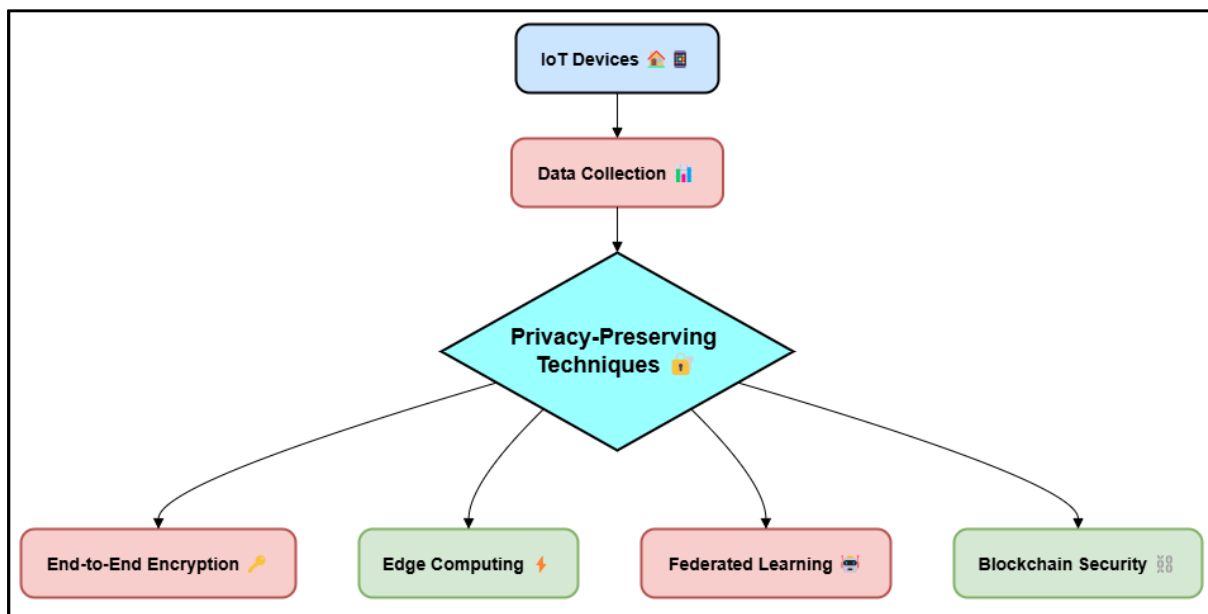 IoT Devices
Data Collection
Privacy-Preserving
Techniques
End-to-End Encryption
Edge Computing
Federated Learning
Blockchain Security